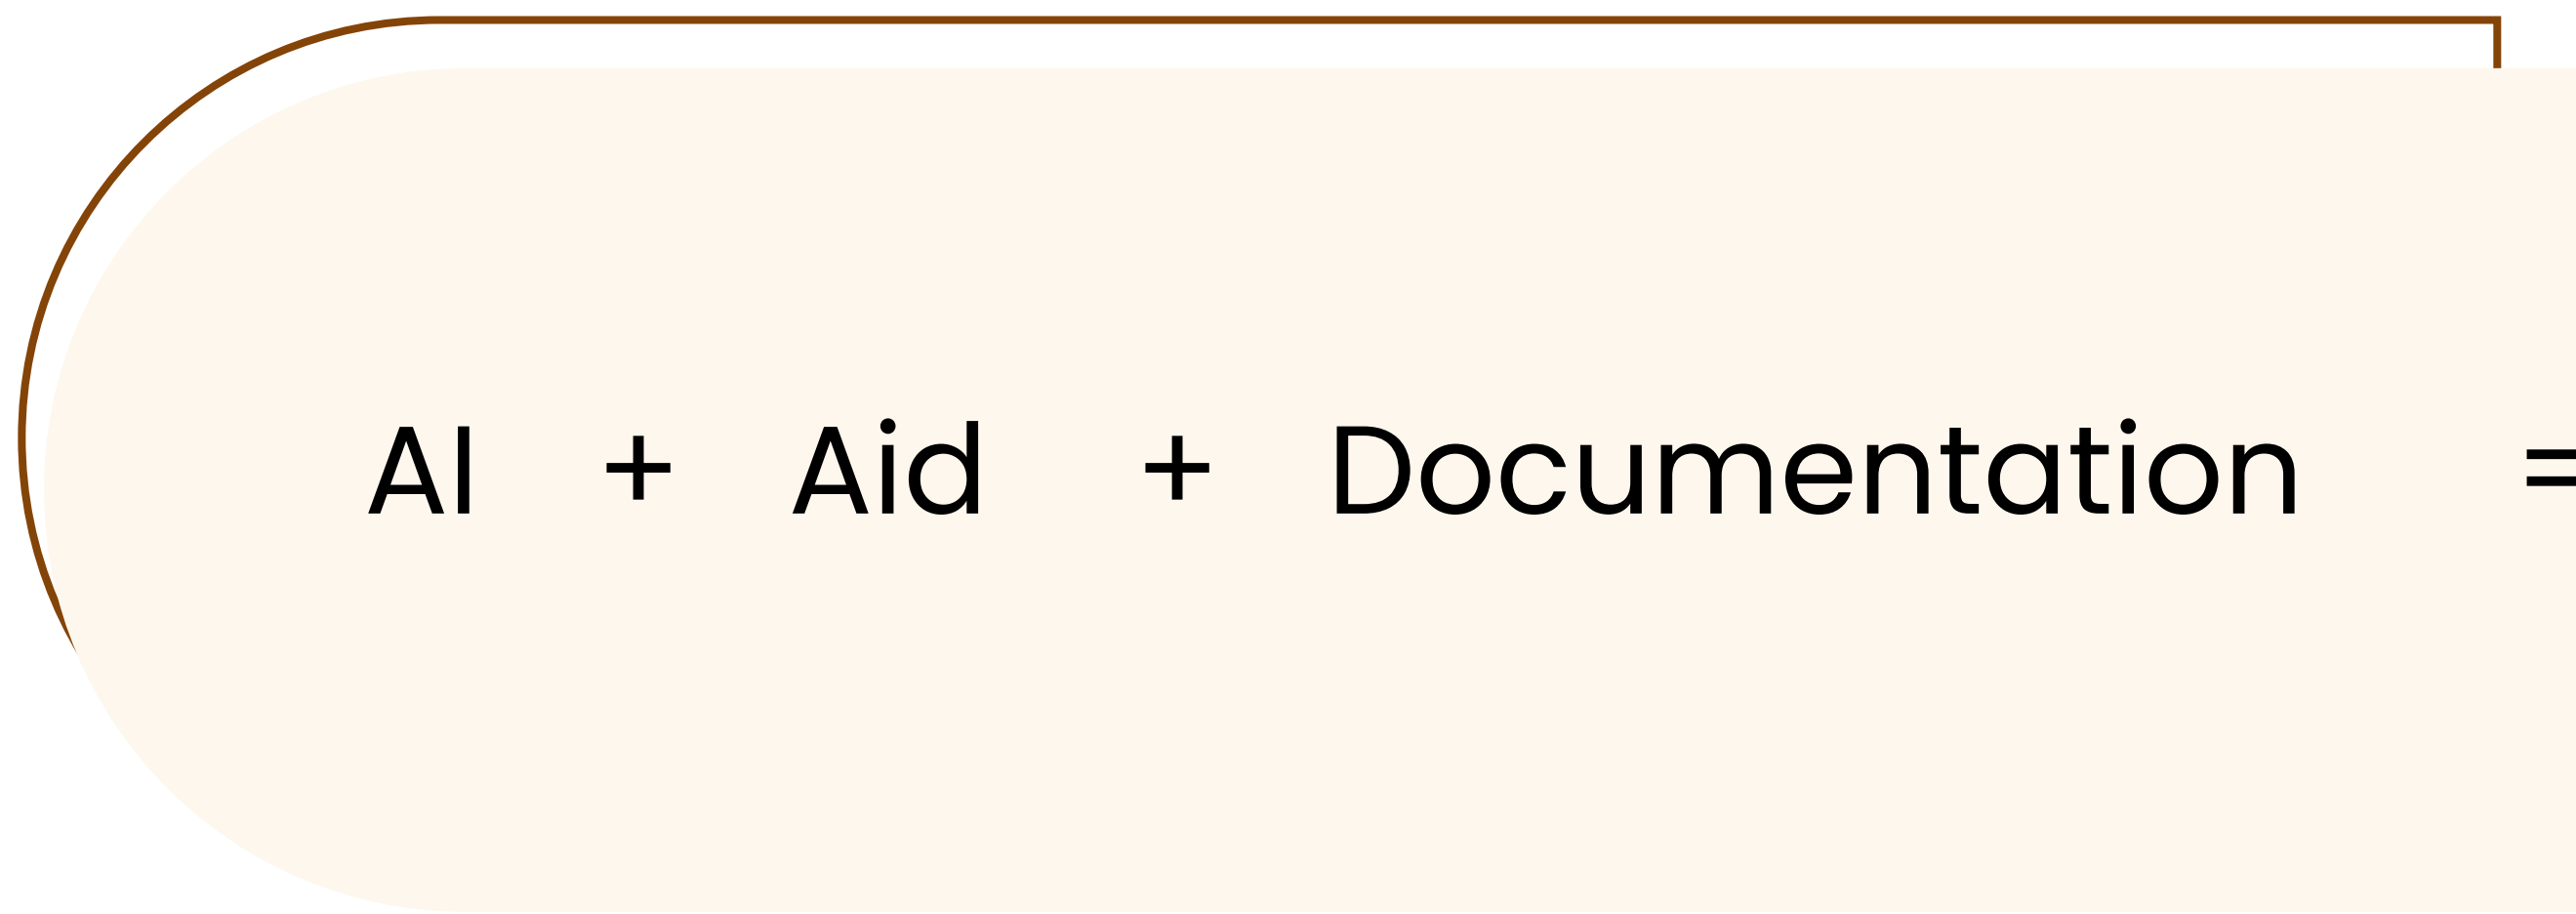 AI + Aid + Documentation =